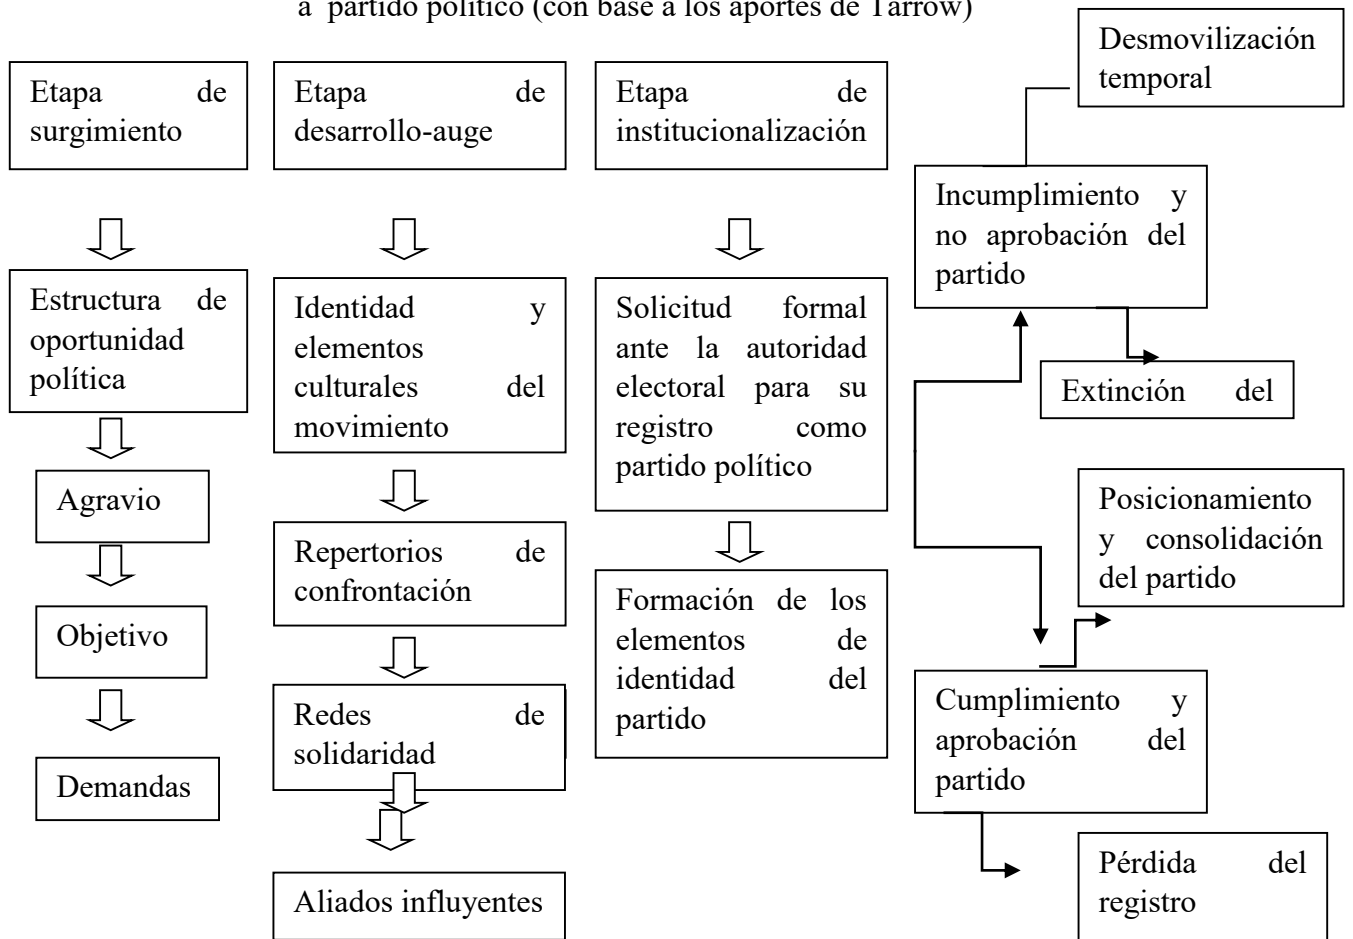 a partido político (con base a los aportes de Tarrow)
Etapa de
surgimiento
Estructura de
oportunidad
política
Agravio
Objetivo
Demandas
Etapa de
desarrollo-auge
Identidad y
elementos
culturales del
movimiento
Repertorios de
confrontación
Redes de
solidaridad
Aliados influyentes
Etapa de
institucionalización
Solicitud formal
ante la autoridad
electoral para su
registro como
partido político
Formación de los
elementos de
identidad del
partido
Desmovilización
temporal
Incumplimiento y
no aprobación del
partido
Extinción del
Posicionamiento
y consolidación
del partido
Cumplimiento y
aprobación del
partido
Pérdida del
registro